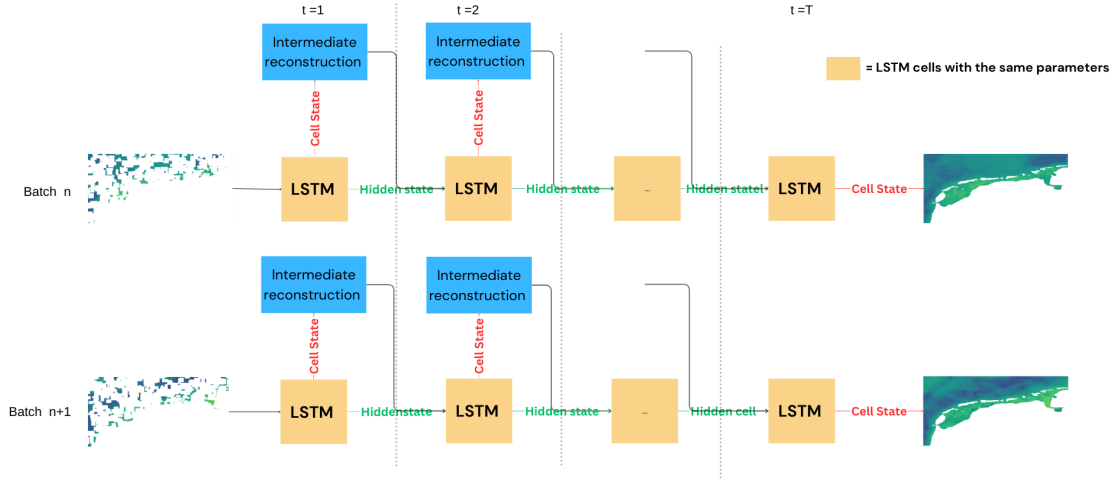 t =1
t =2
t =T
Intermediate
reconstruction
Intermediate
reconstruction
= LSTM cells with the same parameters
Cell State
Cell State
Batch n
LSTM
Hidden state
LSTM
Hidden state
...
Hidden statel
LSTM
Cell State
Intermediate
reconstruction
Intermediate
reconstruction
Cell State
Cell State
Batch n+1
LSTM
Hiddenstate
LSTM
Hidden state
...
Hidden cell
LSTM
Cell State